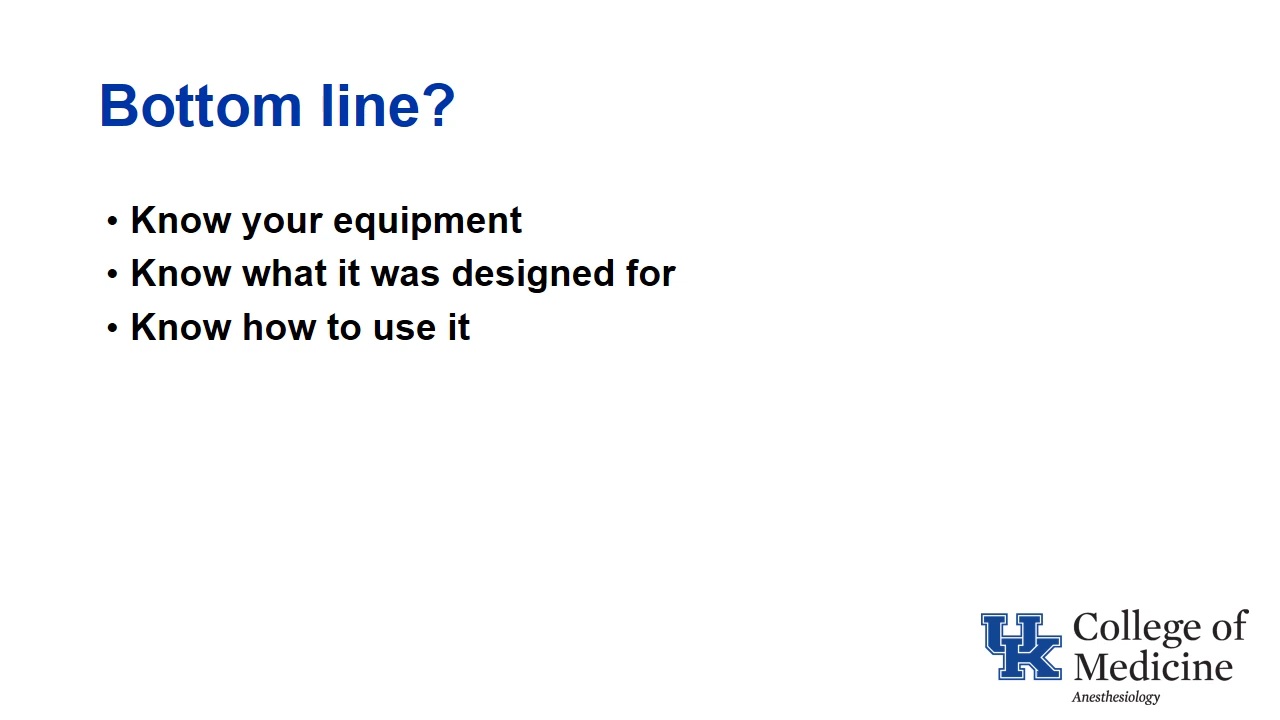 Bottom line?
• Know your equipment
• Know what it was designed for
• Know how to use it
UK
College of
Medicine
Anesthesiology